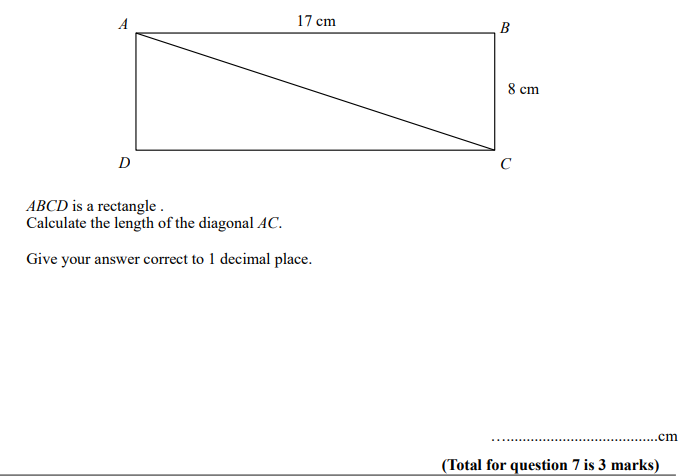 17 cm
A
B
8 cm
D
C
ABCD is a rectangle .
Calculate the length of the diagonal AC.
Give your answer correct to 1 decimal place.
..........................................cm
(Total for question 7 is 3 marks)